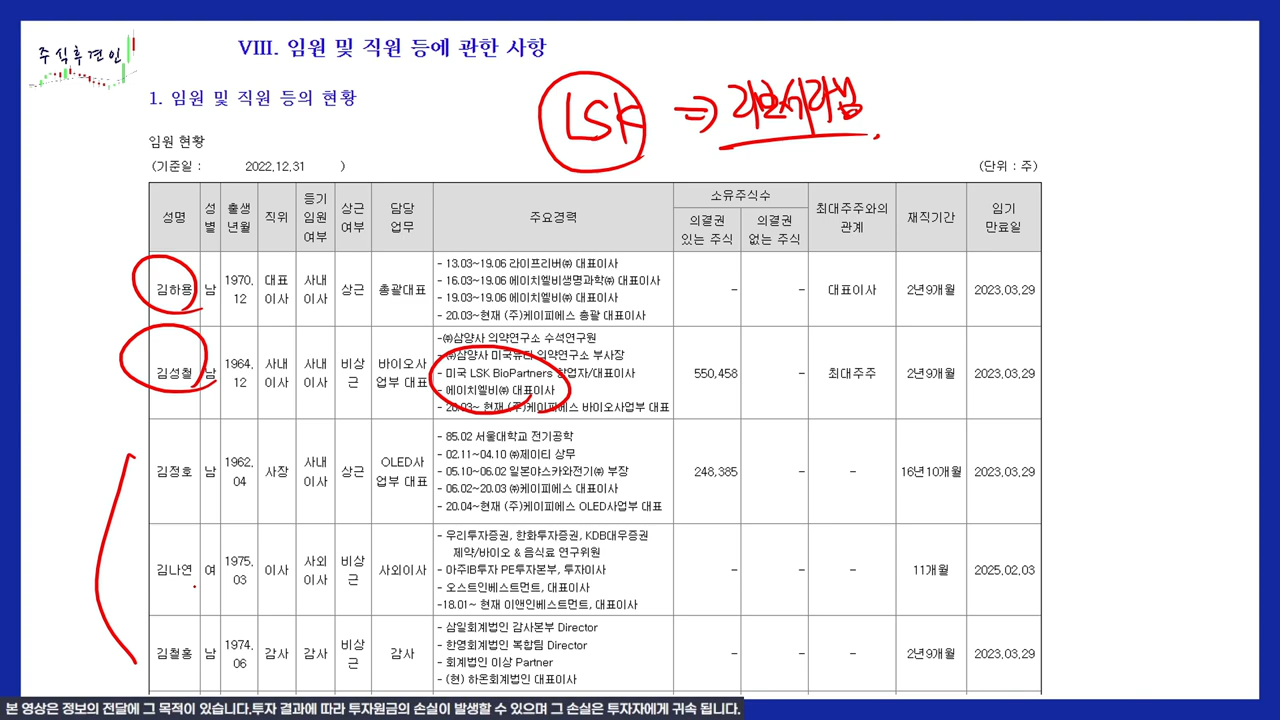 주식후견인
VIII. 임원 및 직원 등에 관한 사항
1. 임원 및 직원 등의 현황
LSK ⇒ 리보세라닙
임원 현황
(기준일 : 2022.12.31 ) (단위 : 주)
성명 성별 출생년월 직위 등기임원여부 상근여부 담당업무 주요경력 소유주식수 최대주주와의 관계 재직기간 임기만료일
의결권 있는 주식 의결권 없는 주식
김하용 남 1970.12 대표이사 사내이사 상근 총괄대표
- 13.03~19.06 라이프리버㈜ 대표이사
- 16.03~19.06 에이치엘비생명과학㈜ 대표이사
- 19.03~19.06 에이치엘비㈜ 대표이사
- 20.03~현재 (주)케이피에스 총괄 대표이사
- - 대표이사 2년9개월 2023.03.29
김성철 남 1964.12 사내이사 사내이사 비상근 바이오사업부 대표
-㈜삼양사 의약연구소 수석연구원
- ㈜삼양사 미국유타 의약연구소 부사장
- 미국 LSK BioPartners 창업자/대표이사
- 에이치엘비㈜ 대표이사
- 20.03~ 현재 (주)케이피에스 바이오사업부 대표
550,458 - 최대주주 2년9개월 2023.03.29
김정호 남 1962.04 사장 사내이사 상근 OLED사업부 대표
- 85.02 서울대학교 전기공학
- 02.11~04.10 ㈜제이티 상무
- 05.10~06.02 일본야스카와전기㈜ 부장
- 06.02~20.03 ㈜케이피에스 대표이사
- 20.04~현재 (주)케이피에스 OLED사업부 대표
248,385 - - 16년10개월 2023.03.29
김나연 여 1975.03 이사 사외이사 비상근 사외이사
- 우리투자증권, 한화투자증권, KDB대우증권
제약/바이오 & 음식료 연구위원
- 아주IB투자 PE투자본부, 투자이사
- 오스트인베스트먼트, 대표이사
-18.01~ 현재 이앤인베스트먼트, 대표이사
- - - 11개월 2025.02.03
김철홍 남 1974.06 감사 감사 비상근 감사
- 삼일회계법인 감사본부 Director
- 한영회계법인 복합팀 Director
- 회계법인 이상 Partner
- (현) 하온회계법인 대표이사
- - - 2년9개월 2023.03.29
본 영상은 정보의 전달에 그 목적이 있습니다.투자 결과에 따라 투자원금의 손실이 발생할 수 있으며 그 손실은 투자자에게 귀속 됩니다.